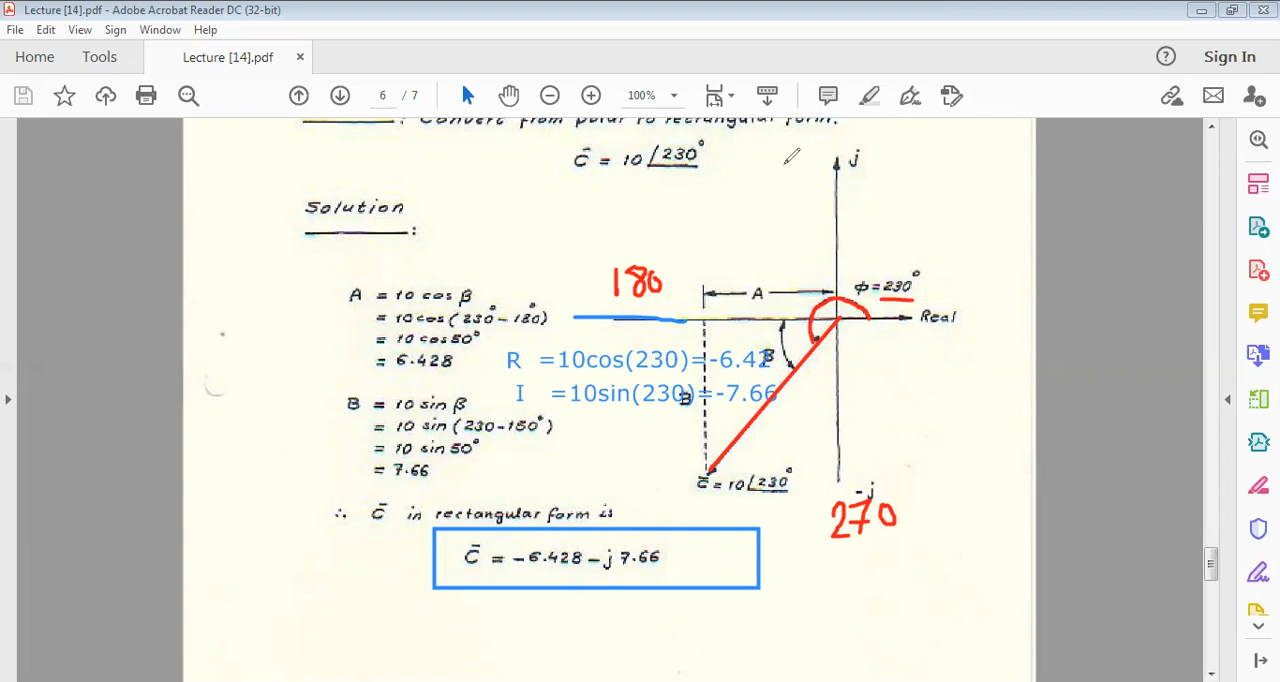 Lecture [14].pdf - Adobe Acrobat Reader DC (32-bit)
File Edit View Sign Window Help
Home Tools Lecture [14].pdf × Sign In
6 / 7 100%
: Convert from polar to rectangular form.
C̄ = 10 /230°
j
Solution
:
180
A
ϕ = 230°
Real
A = 10 cos β
= 10 cos (230° - 180°)
= 10 cos 50°
= 6.428
R =10cos(230)=-6.42
β
I =10sin(230)=-7.66
B
B = 10 sin β
= 10 sin (230-180°)
= 10 sin 50°
= 7.66
C̄ = 10 /230°
-j
270
∴ C̄ in rectangular form is
C̄ = -6.428 - j 7.66